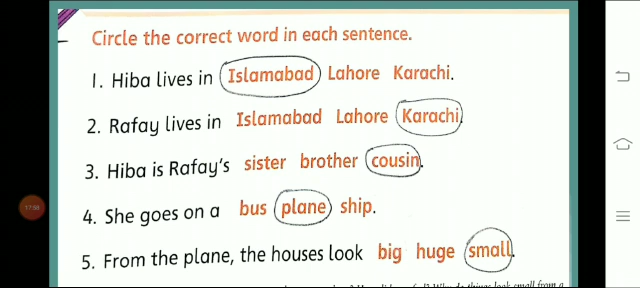 Circle the correct word in each sentence.
1. Hiba lives in Islamabad Lahore Karachi.
2. Rafay lives in Islamabad Lahore Karachi.
3. Hiba is Rafay's sister brother cousin.
4. She goes on a bus plane ship.
5. From the plane, the houses look big huge small.
17:58